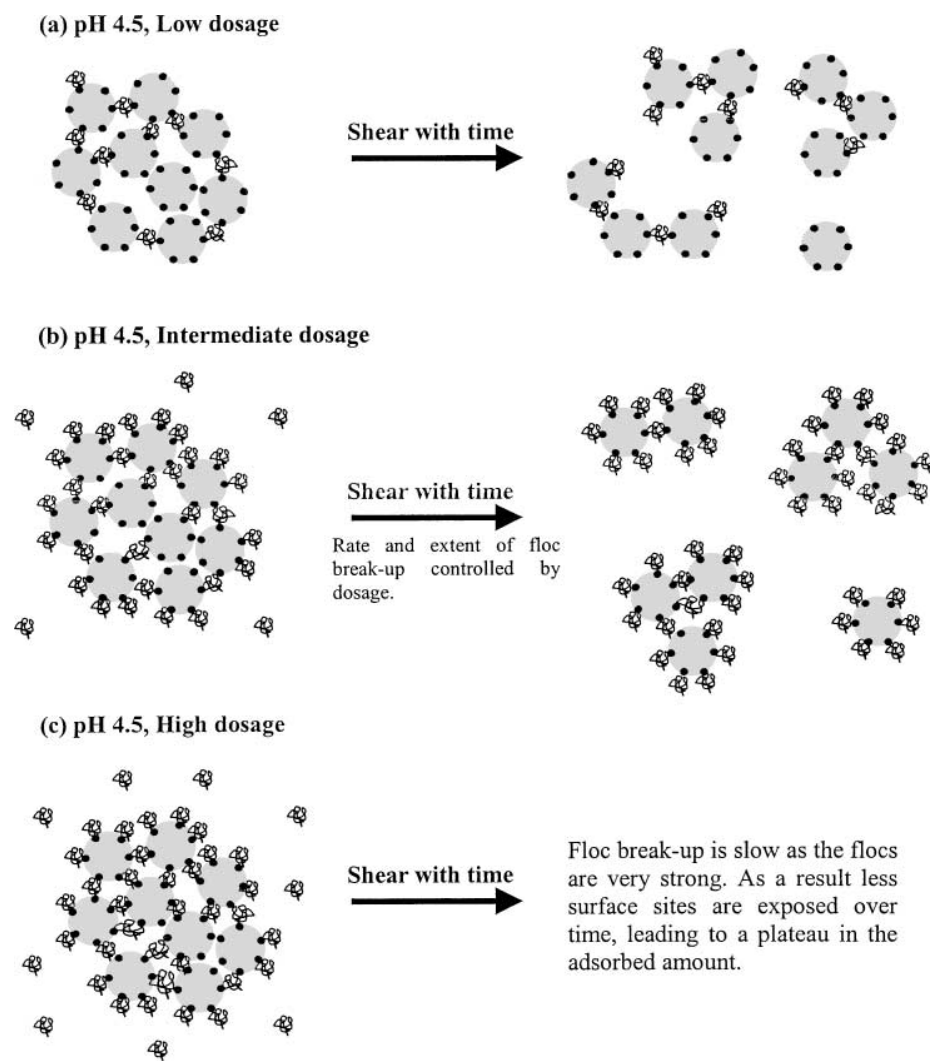 (a) pH 4.5, Low dosage
Shear with time
(b) pH 4.5, Intermediate dosage
Shear with time
Rate and extent of floc
break-up controlled by
dosage.
(c) pH 4.5, High dosage
Shear with time
Floc break-up is slow as the flocs
are very strong. As a result less
surface sites are exposed over
time, leading to a plateau in the
adsorbed amount.